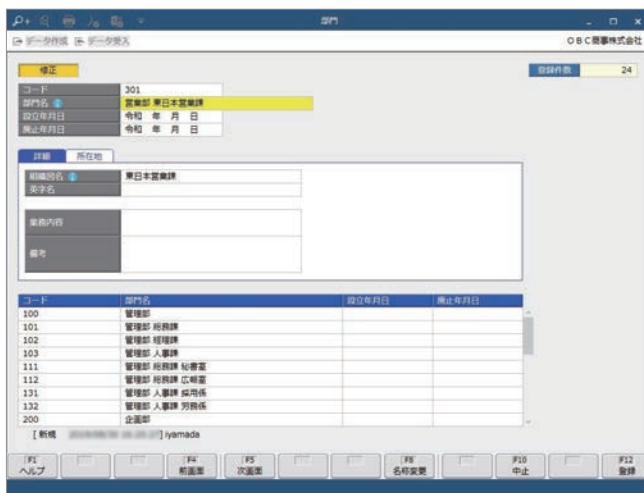 部門
データ作成 データ受入 OBC商事株式会社
修正 登録件数 24
コード 301
部門名 営業部 東日本営業課
設立年月日 令和 年 月 日
廃止年月日 令和 年 月 日
詳細 所在地
組織図名 東日本営業課
英字名
業務内容
備考
コード 部門名 設立年月日 廃止年月日
100 管理部
101 管理部 総務課
102 管理部 経理課
103 管理部 人事課
111 管理部 総務課 秘書室
112 管理部 総務課 広報室
131 管理部 人事課 採用係
132 管理部 人事課 労務係
200 企画部
[ 新規 ] iyamada
F1 F4 F5 F8 F10 F12
ヘルプ 前画面 次画面 名称変更 中止 登録